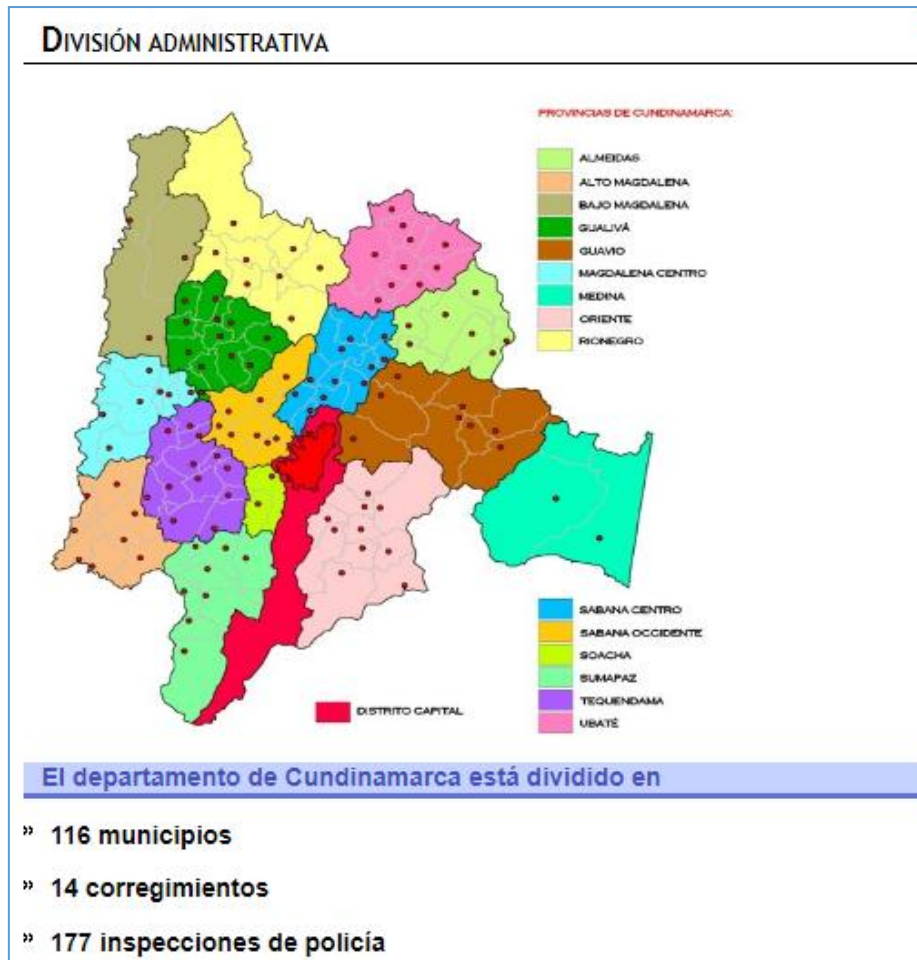 DIVISIÓN ADMINISTRATIVA
PROVINCIAS DE CUNDINAMARCA:
ALMEIDAS
ALTO MAGDALENA
BAJO MAGDALENA
GUALIVÁ
GUAVIO
MAGDALENA CENTRO
MEDINA
ORIENTE
RIONEGRO
SABANA CENTRO
SABANA OCCIDENTE
SOACHA
SUMAPAZ
TEQUENDAMA
UBATÉ
DISTRITO CAPITAL
El departamento de Cundinamarca está dividido en
» 116 municipios
» 14 corregimientos
» 177 inspecciones de policía